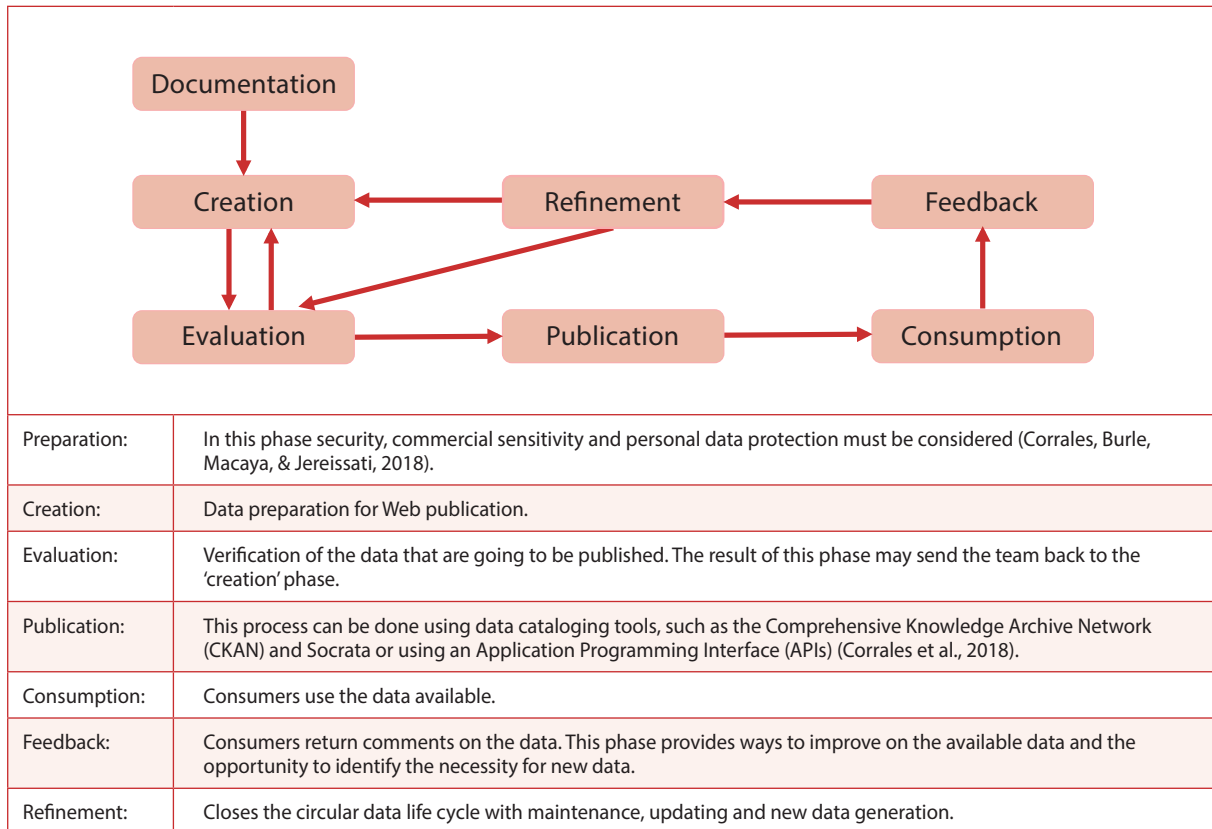 Documentation
Creation
Refinement
Feedback
Evaluation
Publication
Consumption
Preparation:
In this phase security, commercial sensitivity and personal data protection must be considered (Corrales, Burle,
Macaya, & Jereissati, 2018).
Creation:
Data preparation for Web publication.
Evaluation:
Verification of the data that are going to be published. The result of this phase may send the team back to the
‘creation’ phase.
Publication:
This process can be done using data cataloging tools, such as the Comprehensive Knowledge Archive Network
(CKAN) and Socrata or using an Application Programming Interface (APIs) (Corrales et al., 2018).
Consumption:
Consumers use the data available.
Feedback:
Consumers return comments on the data. This phase provides ways to improve on the available data and the
opportunity to identify the necessity for new data.
Refinement:
Closes the circular data life cycle with maintenance, updating and new data generation.